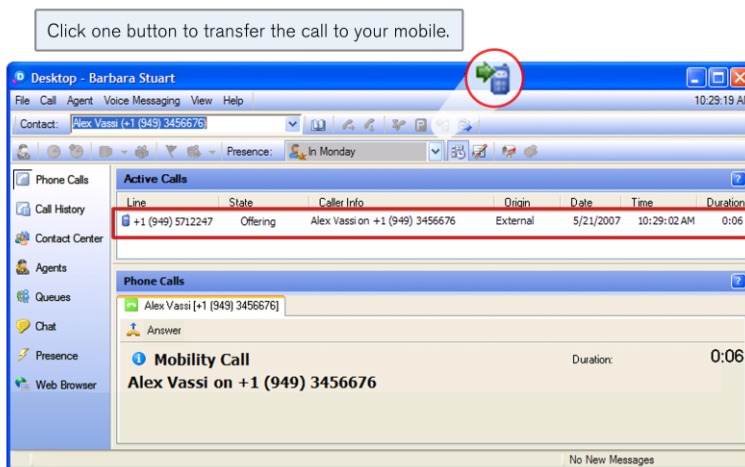 Click one button to transfer the call to your mobile.
Desktop - Barbara Stuart
File Call Agent Voice Messaging View Help
10:29:19 AM
Contact: Alex Vassi (+1 (949) 3456676)
Presence: In Monday
Phone Calls
Call History
Contact Center
Agents
Queues
Chat
Presence
Web Browser
Active Calls
Line State Caller Info Origin Date Time Duration
+1 (949) 5712247 Offering Alex Vassi on +1 (949) 3456676 External 5/21/2007 10:29:02 AM 0:06
Phone Calls
Alex Vassi [+1 (949) 3456676]
Answer
Mobility Call Duration: 0:06
Alex Vassi on +1 (949) 3456676
No New Messages